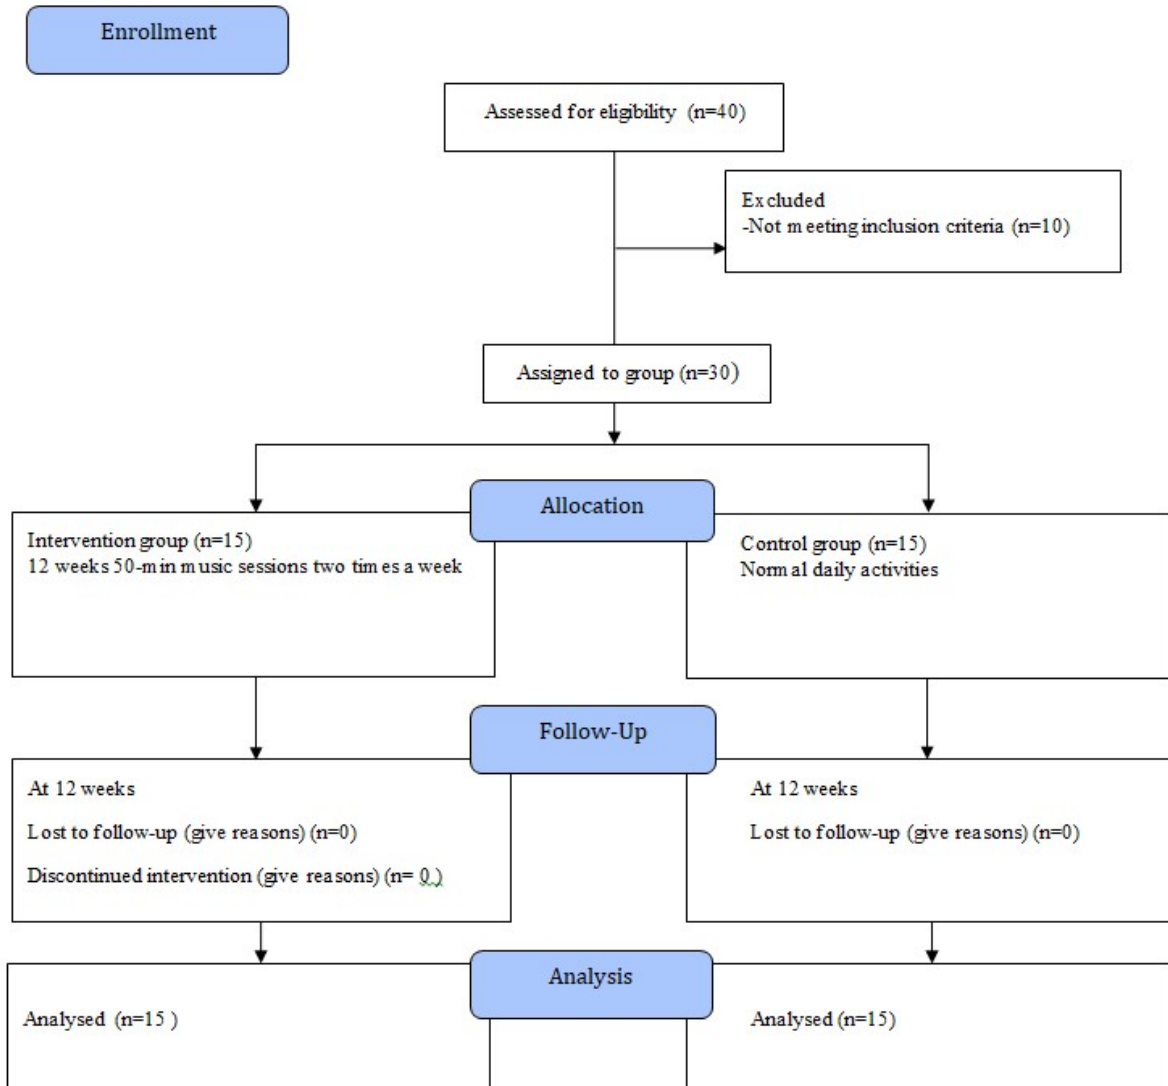 Enrollment
Assessed for eligibility (n=40)
Excluded
-Not meeting inclusion criteria (n=10)
Assigned to group (n=30)
Allocation
Intervention group (n=15)
12 weeks 50-min music sessions two times a week
Control group (n=15)
Normal daily activities
Follow-Up
At 12 weeks
Lost to follow-up (give reasons) (n=0)
Discontinued intervention (give reasons) (n= 0 )
At 12 weeks
Lost to follow-up (give reasons) (n=0)
Analysis
Analysed (n=15 )
Analysed (n=15)